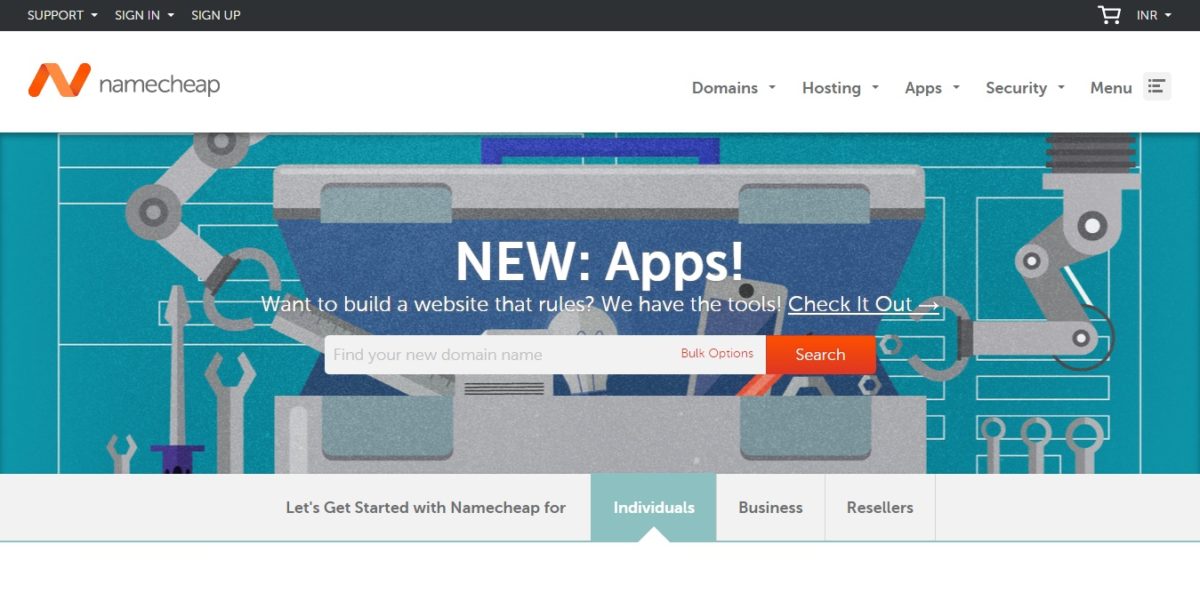 SUPPORT SIGN IN SIGN UP INR
namecheap
Domains Hosting Apps Security Menu
NEW: Apps!
Want to build a website that rules? We have the tools! Check It Out →
Find your new domain name Bulk Options Search
Let's Get Started with Namecheap for Individuals Business Resellers